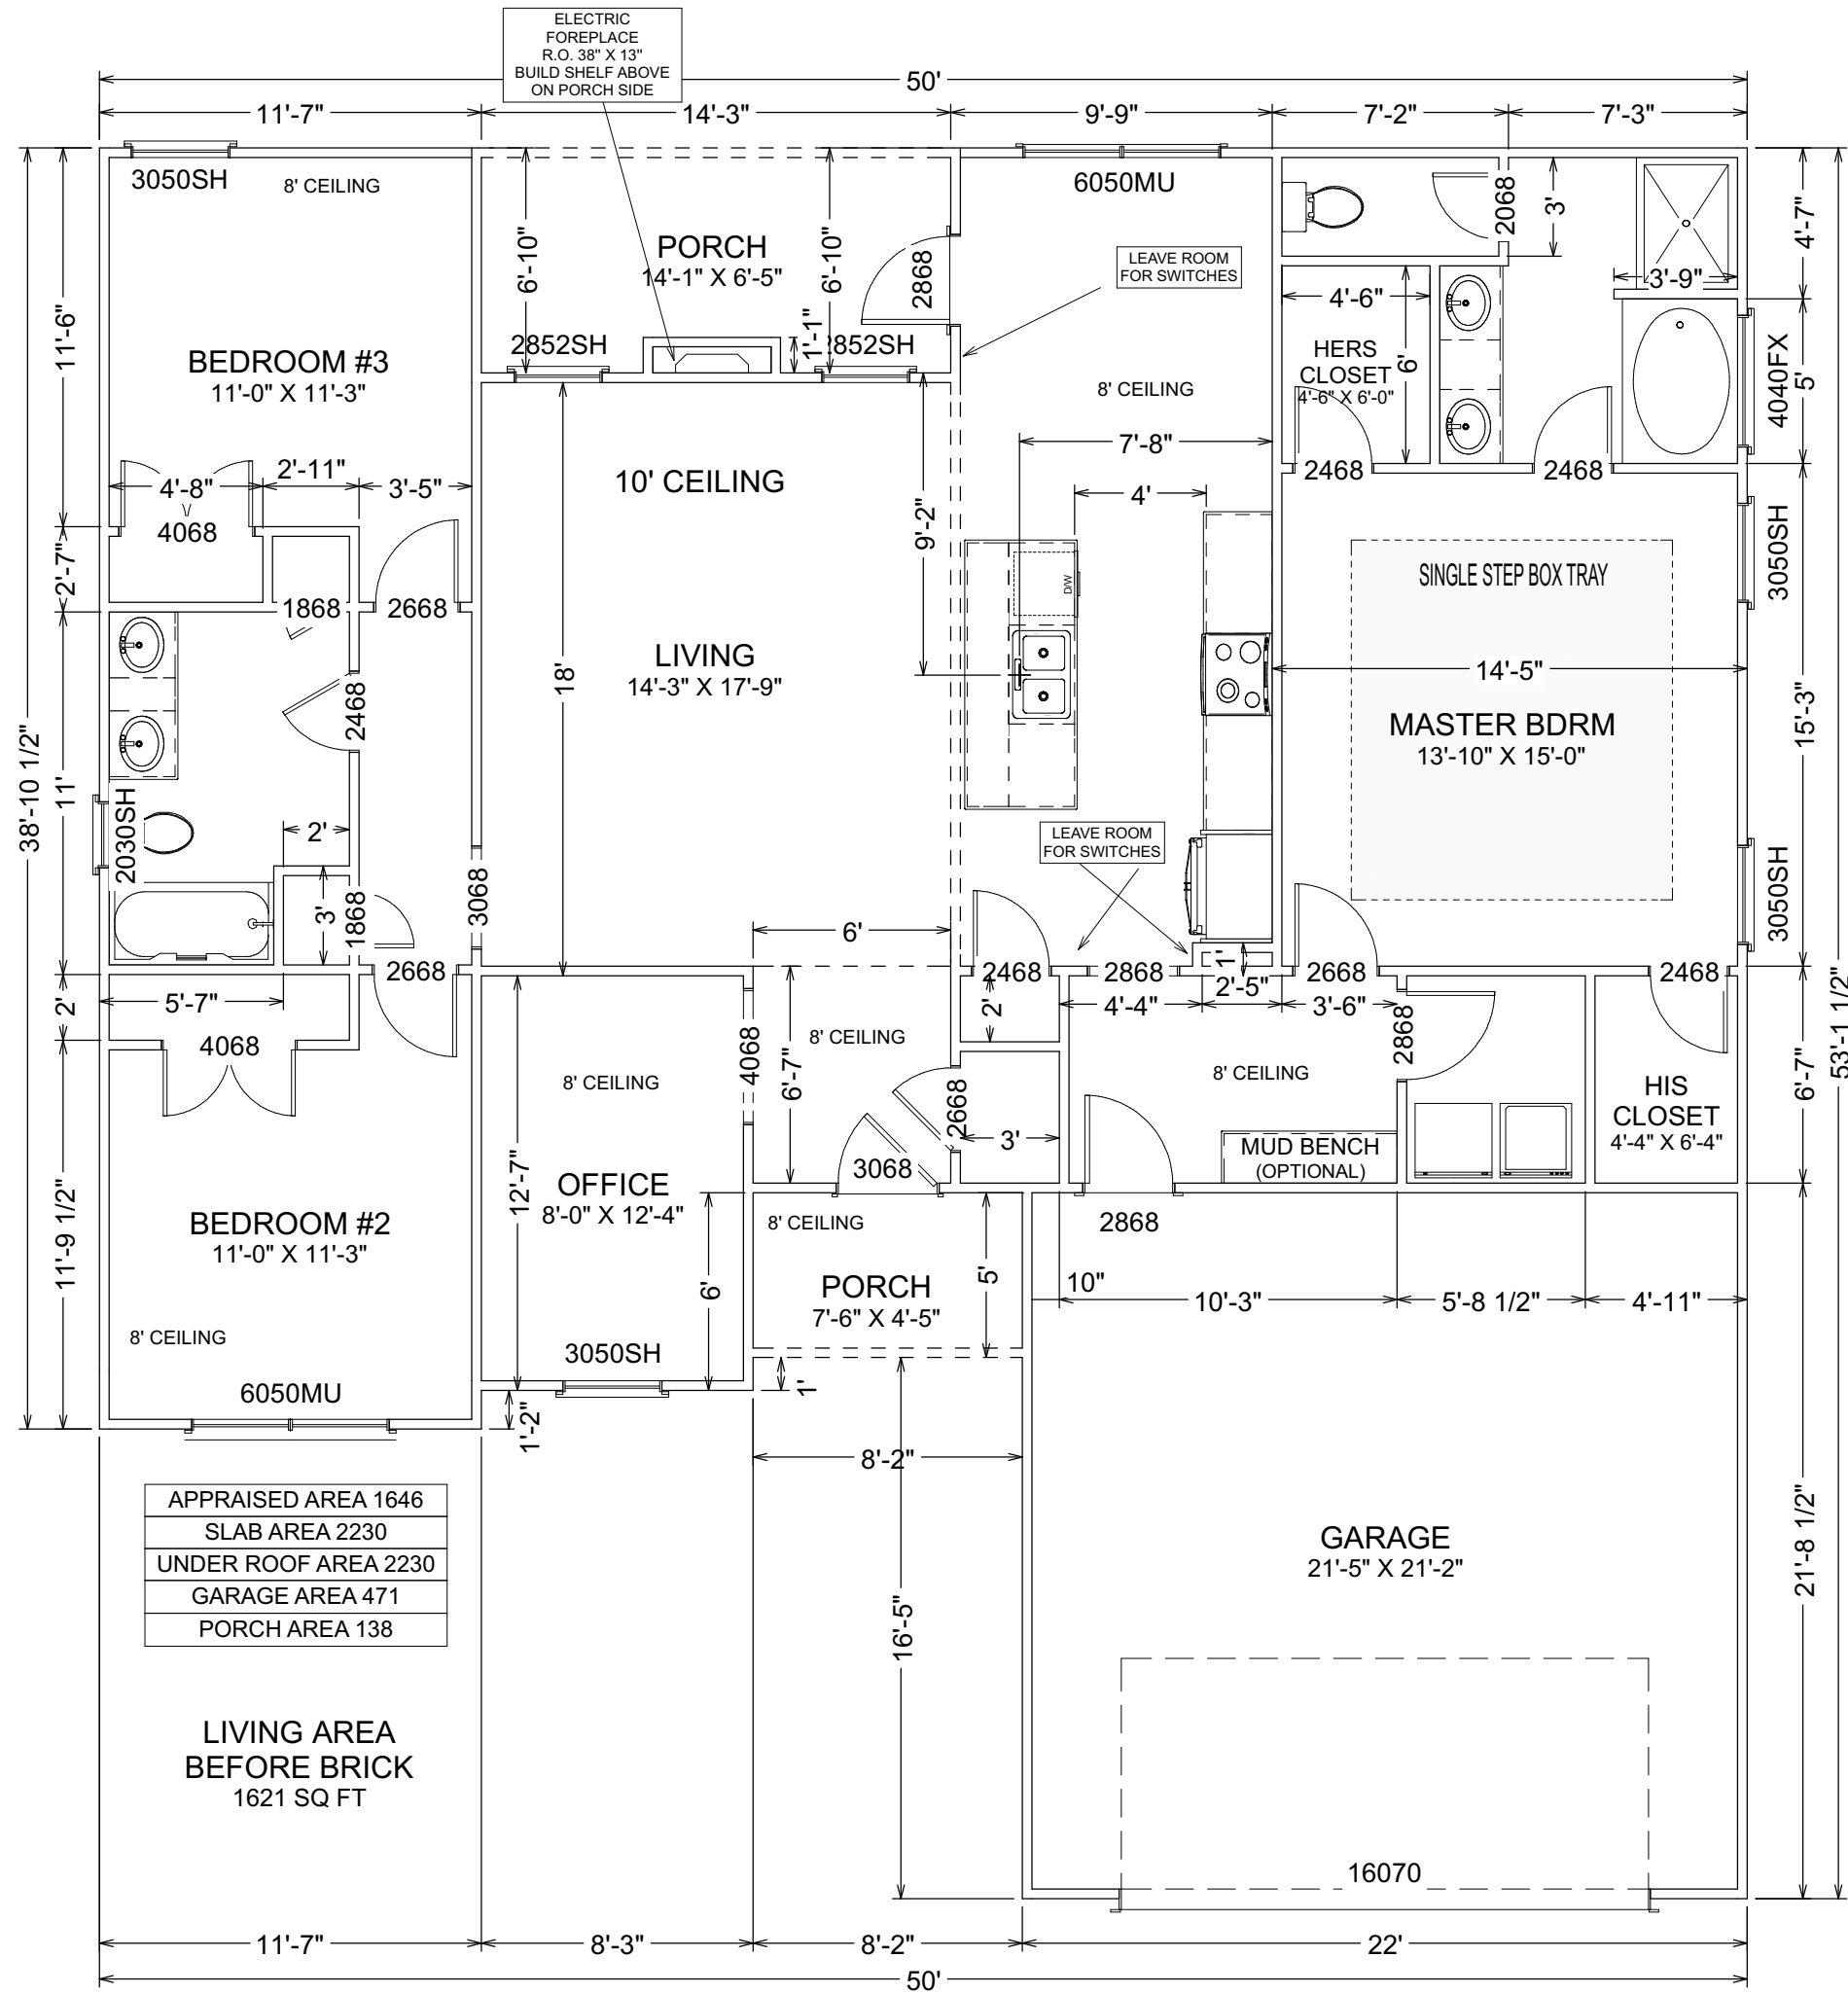 ELECTRIC
FOREPLACE
R.O. 38" X 13"
BUILD SHELF ABOVE
ON PORCH SIDE
50'
11'-7"
14'-3"
9'-9"
7'-2"
7'-3"
3050SH
8' CEILING
6050MU
PORCH
14'-1" X 6'-5"
6'-10"
6'-10"
2868
2068
3'
4'-7"
LEAVE ROOM
FOR SWITCHES
3'-9"
4'-6"
11'-6"
BEDROOM #3
11'-0" X 11'-3"
2852SH
1'-1"
2852SH
HERS
CLOSET
4'-6" X 6'-0"
6'
4040FX
5'
8' CEILING
7'-8"
2468
2468
4'-8"
2'-11"
3'-5"
10' CEILING
4'
9'-2"
4068
3050SH
SINGLE STEP BOX TRAY
2'-7"
1868
2668
D/W
LIVING
14'-3" X 17'-9"
18'
14'-5"
2468
MASTER BDRM
13'-10" X 15'-0"
15'-3"
38'-10 1/2"
11'
2030SH
2'
LEAVE ROOM
FOR SWITCHES
3'
1868
3068
3050SH
6'
2668
2468
2868
1'
2668
2468
2'
5'-7"
2'
4'-4"
2'-5"
3'-6"
53'-1 1/2"
4068
4068
8' CEILING
2868
8' CEILING
6'-7"
8' CEILING
6'-7"
2668
HIS
CLOSET
4'-4" X 6'-4"
3'
MUD BENCH
(OPTIONAL)
3068
12'-7"
OFFICE
8'-0" X 12'-4"
11'-9 1/2"
BEDROOM #2
11'-0" X 11'-3"
8' CEILING
2868
6'
PORCH
7'-6" X 4'-5"
5'
10"
10'-3"
5'-8 1/2"
4'-11"
8' CEILING
3050SH
6050MU
1'
1'-2"
8'-2"
APPRAISED AREA 1646
SLAB AREA 2230
UNDER ROOF AREA 2230
GARAGE AREA 471
PORCH AREA 138
GARAGE
21'-5" X 21'-2"
21'-8 1/2"
16'-5"
LIVING AREA
BEFORE BRICK
1621 SQ FT
16070
11'-7"
8'-3"
8'-2"
22'
50'